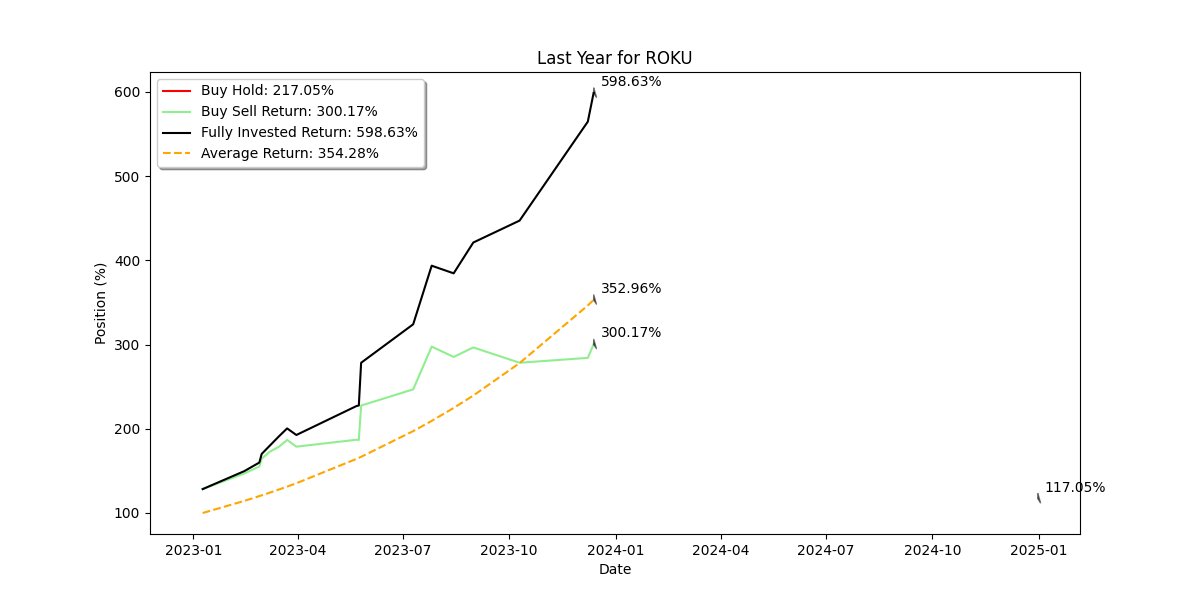 Last Year for ROKU
598.63%
Buy Hold: 217.05%
Buy Sell Return: 300.17%
Fully Invested Return: 598.63%
Average Return: 354.28%
600
500
400
300
200
100
Position (%)
352.96%
300.17%
117.05%
2023-01 2023-04 2023-07 2023-10 2024-01 2024-04 2024-07 2024-10 2025-01
Date